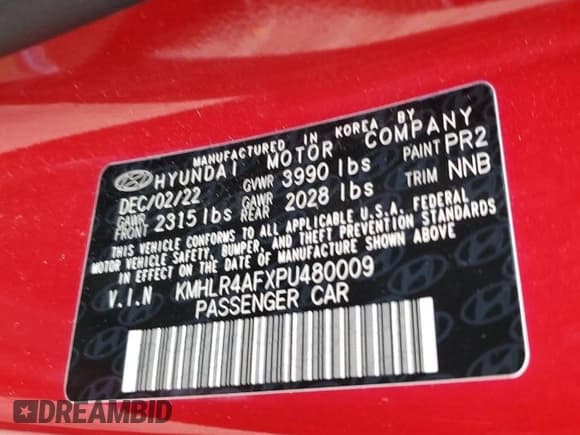 MANUFACTURED IN KOREA BY
HYUNDAI MOTOR COMPANY
DEC/02/22 GVWR 3990 lbs PAINT PR2
GAWR FRONT 2315 lbs GAWR REAR 2028 lbs TRIM NNB
THIS VEHICLE CONFORMS TO ALL APPLICABLE U.S.A. FEDERAL
MOTOR VEHICLE SAFETY, BUMPER, AND THEFT PREVENTION STANDARDS
IN EFFECT ON THE DATE OF MANUFACTURE SHOWN ABOVE
V.I.N KMHLR4AFXPU480009
PASSENGER CAR
DREAMBID